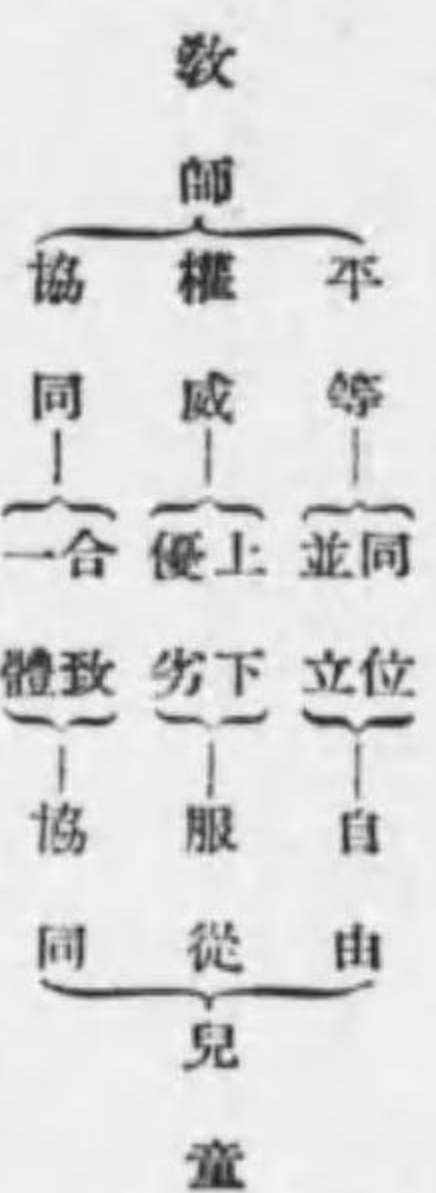 教師
平等
同位
並立
自由
權威
上下
優劣
服從
協同
合致
一體
協同
兒童